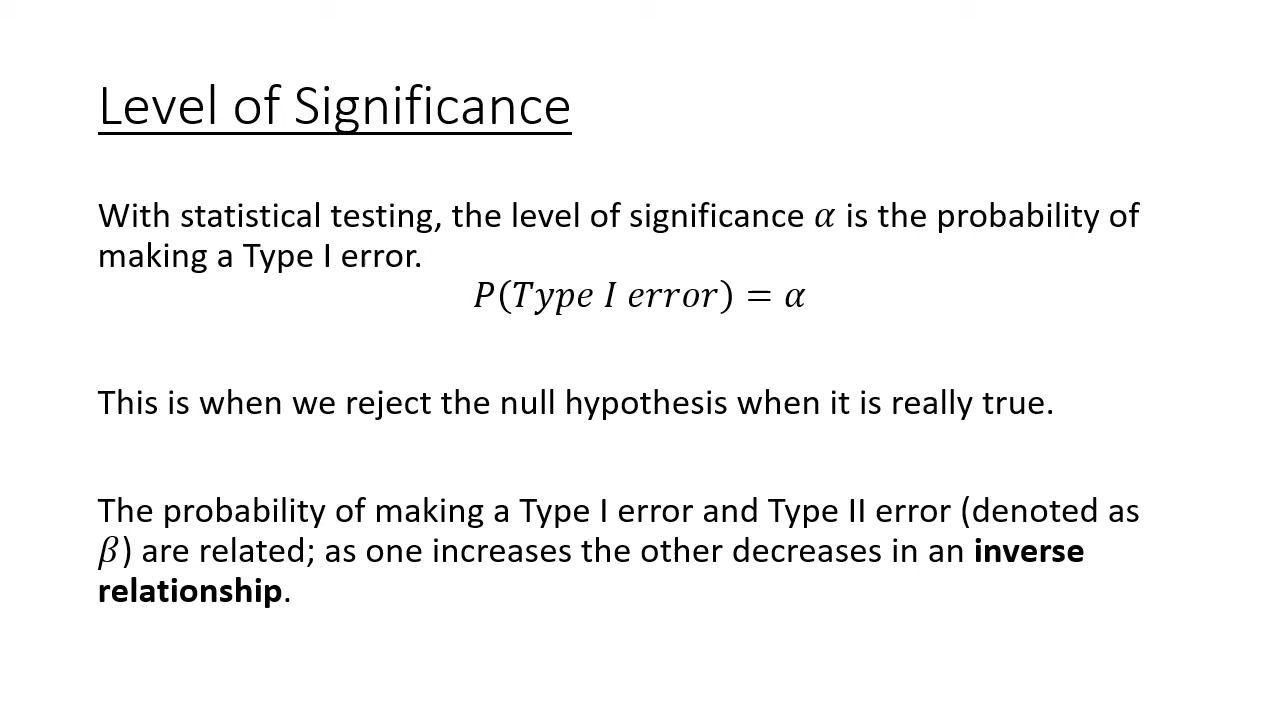 Level of Significance
With statistical testing, the level of significance 𝛼 is the probability of
making a Type I error.
𝑃(𝑇𝑦𝑝𝑒 𝐼 𝑒𝑟𝑟𝑜𝑟) = 𝛼
This is when we reject the null hypothesis when it is really true.
The probability of making a Type I error and Type II error (denoted as
𝛽) are related; as one increases the other decreases in an inverse
relationship.